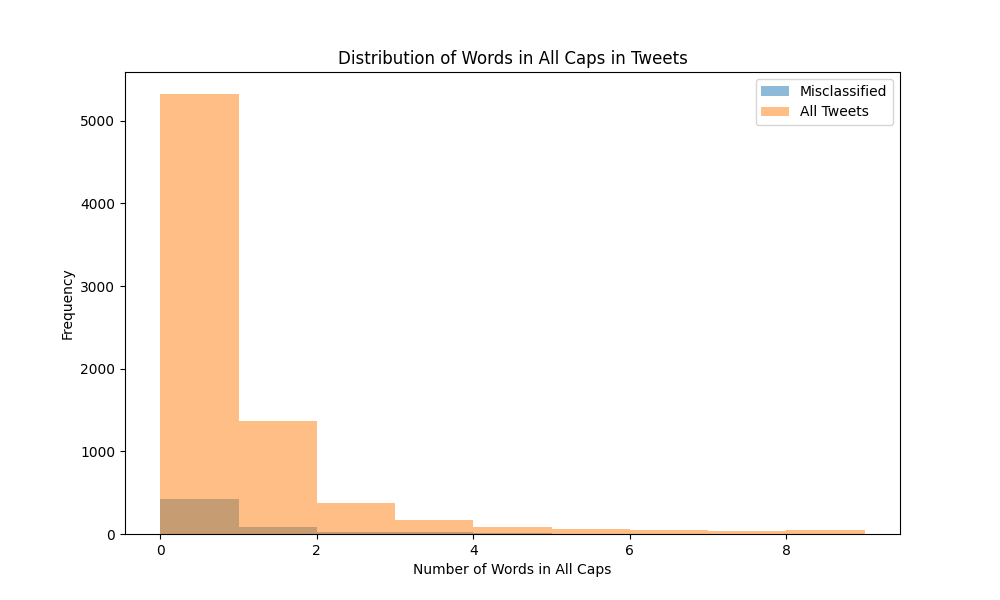 Distribution of Words in All Caps in Tweets
Misclassified
All Tweets
5000
4000
3000
2000
1000
0
Frequency
0 2 4 6 8
Number of Words in All Caps